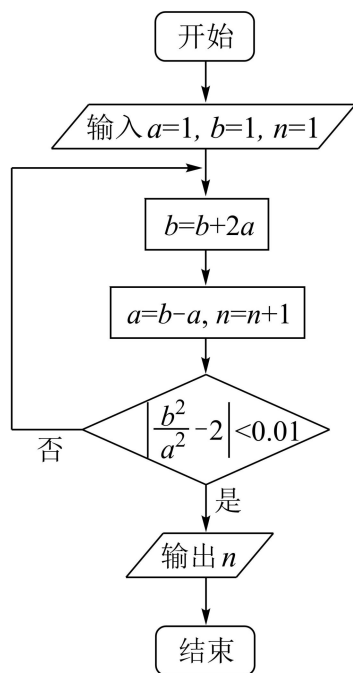 开始
输入a=1, b=1, n=1
b=b+2a
a=b-a, n=n+1
|b²/a²-2|<0.01
否
是
输出n
结束